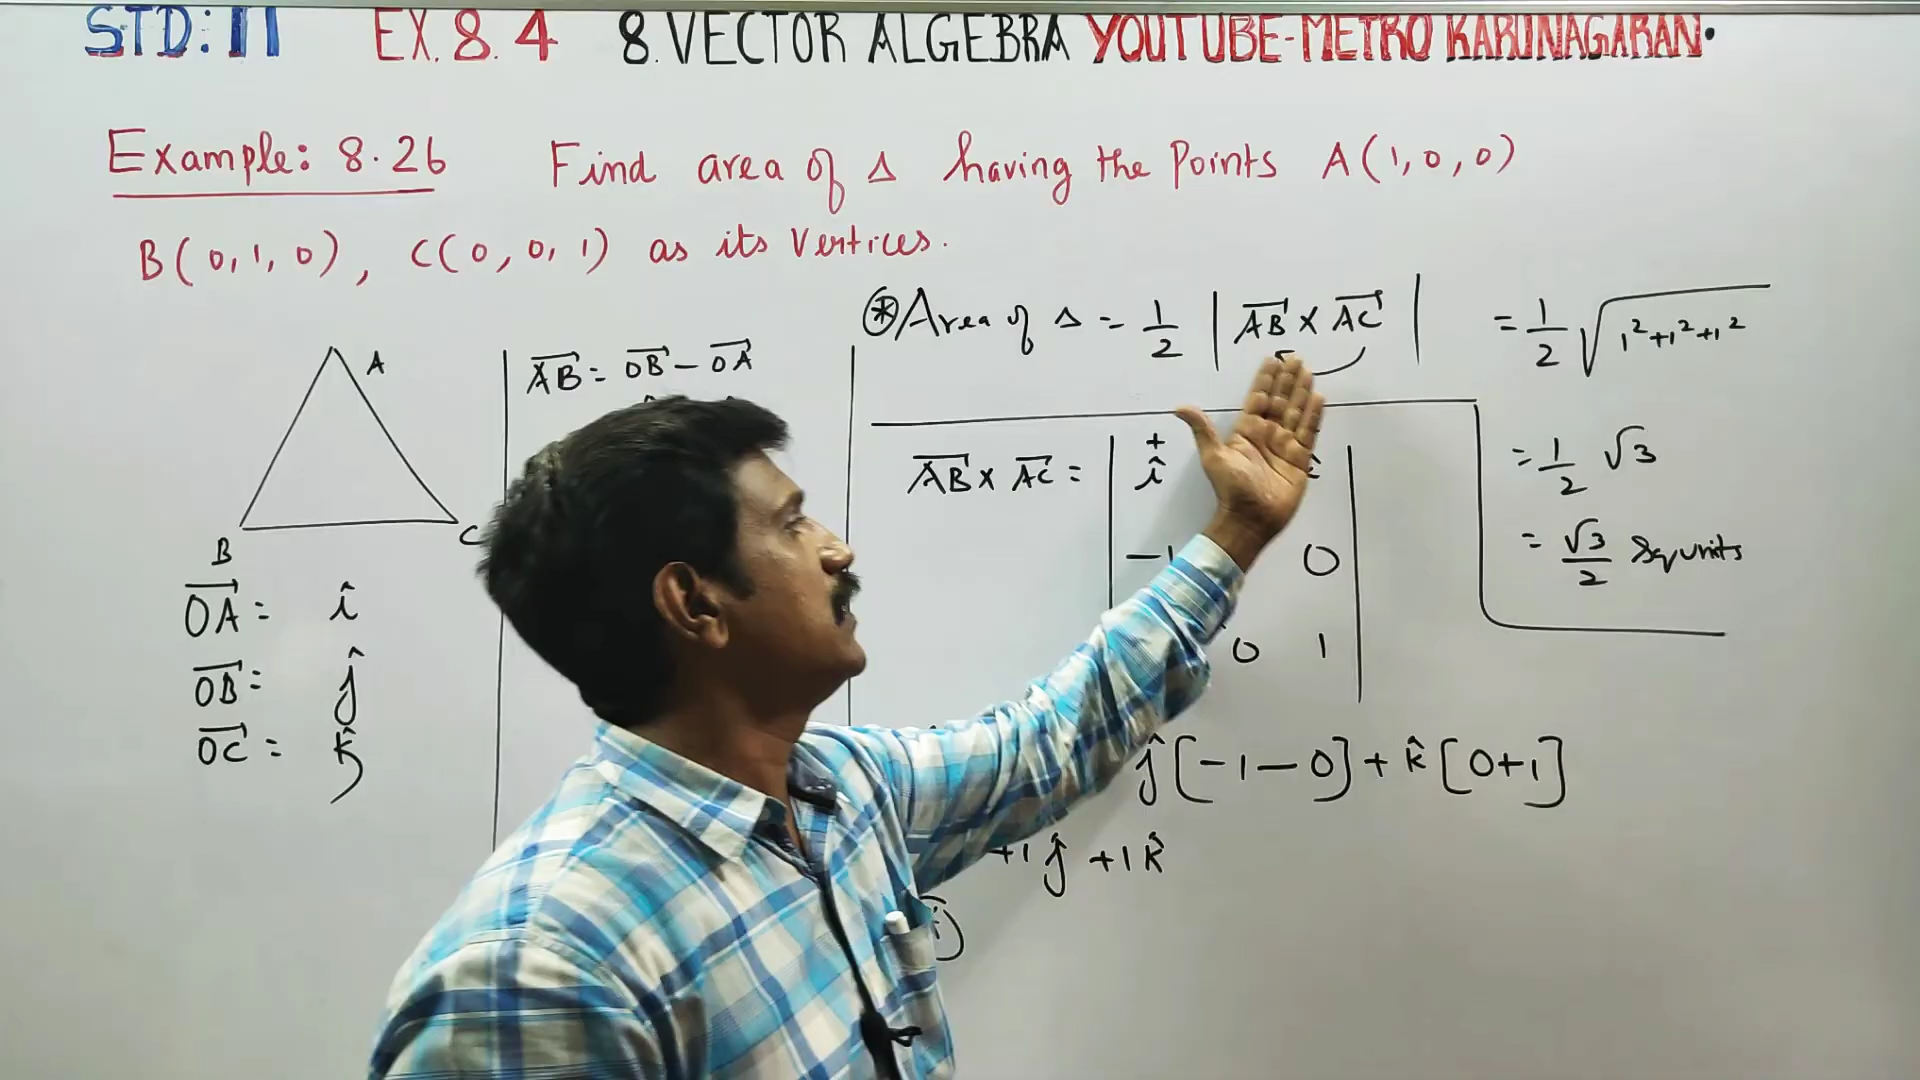 STD: 11 EX. 8.4 8. VECTOR ALGEBRA YOUTUBE-METRO KARUNAGARAN.
Example: 8.26 Find area of Δ having the Points A(1,0,0)
B(0,1,0), C(0,0,1) as its Vertices.
A
B
C
OA⃗ = î
OB⃗ = ĵ
OC⃗ = k̂
AB⃗ = OB⃗ - OA⃗
⊛ Area of Δ = 1/2 | AB⃗ × AC⃗ |
AB⃗ × AC⃗ = | + î
-1 0
0 1 |
ĵ[-1-0] + k̂[0+1]
+1ĵ +1k̂
= 1/2 √(1²+1²+1²)
= 1/2 √3
= √3/2 Sq units